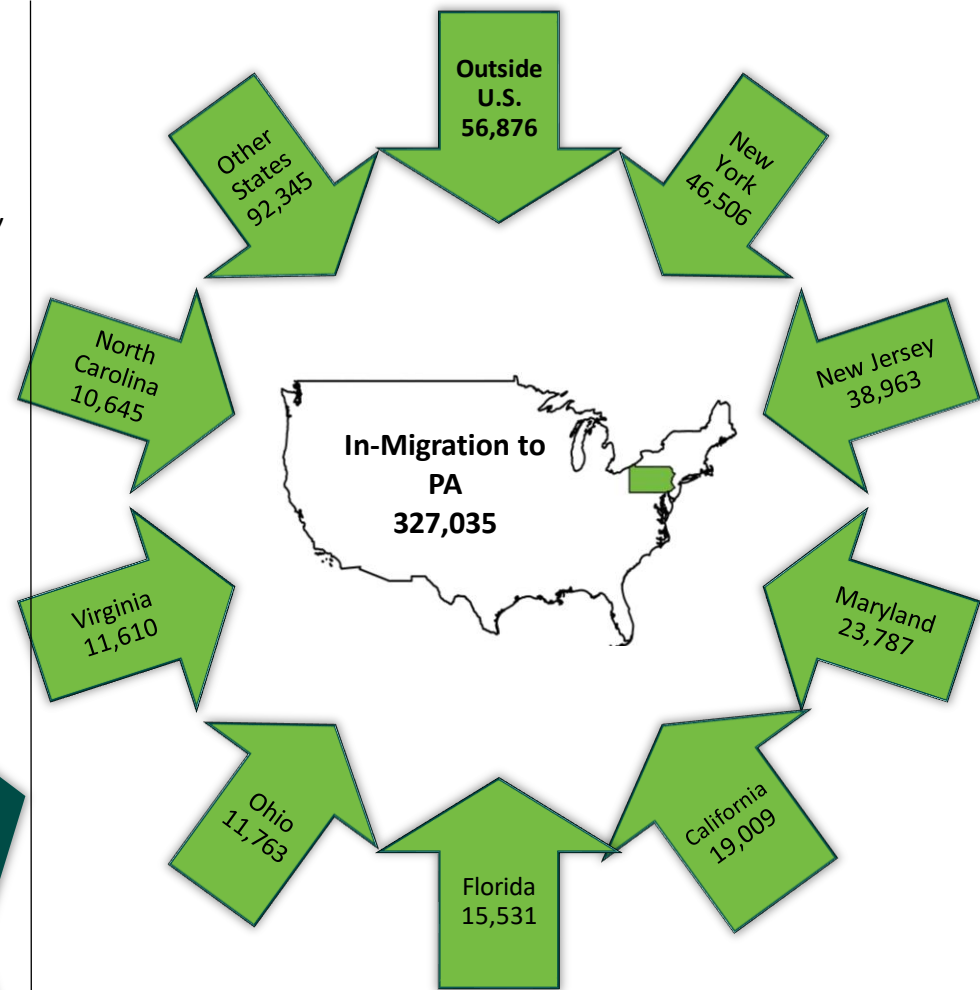 Outside
U.S.
56,876
New
York
46,506
New Jersey
38,963
Maryland
23,787
California
19,009
Florida
15,531
Ohio
11,763
Virginia
11,610
North
Carolina
10,645
Other
States
92,345
In-Migration to
PA
327,035